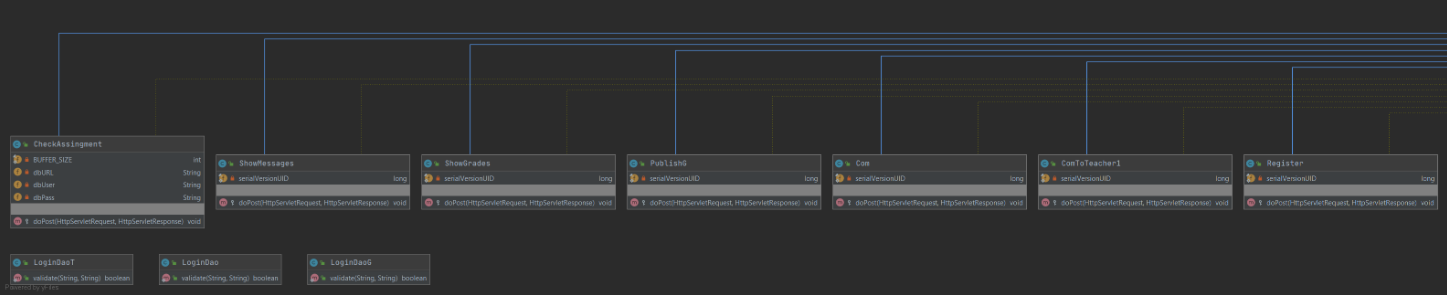 CheckAssingment
BUFFER_SIZE int
dbURL String
dbUser String
dbPass String
doPost(HttpServletRequest, HttpServletResponse) void
ShowMessages
serialVersionUID long
doPost(HttpServletRequest, HttpServletResponse) void
ShowGrades
serialVersionUID long
doPost(HttpServletRequest, HttpServletResponse) void
PublishG
serialVersionUID long
doPost(HttpServletRequest, HttpServletResponse) void
Com
serialVersionUID long
doPost(HttpServletRequest, HttpServletResponse) void
ComToTeacher1
serialVersionUID long
doPost(HttpServletRequest, HttpServletResponse) void
Register
serialVersionUID long
doPost(HttpServletRequest, HttpServletResponse) void
LoginDaoT
validate(String, String) boolean
LoginDao
validate(String, String) boolean
LoginDaoG
validate(String, String) boolean
Powered by yFiles